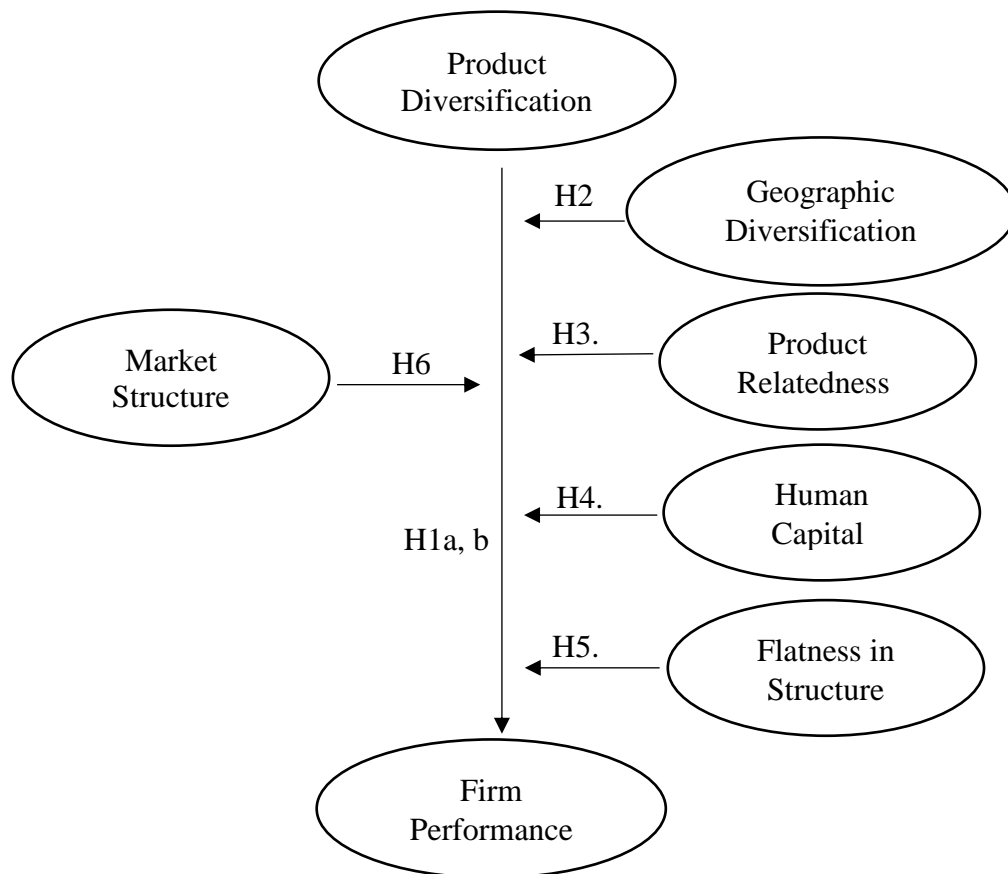 Product
Diversification
H2
Geographic
Diversification
H3.
Product
Relatedness
Market
Structure
H6
H4.
Human
Capital
H1a, b
H5.
Flatness in
Structure
Firm
Performance